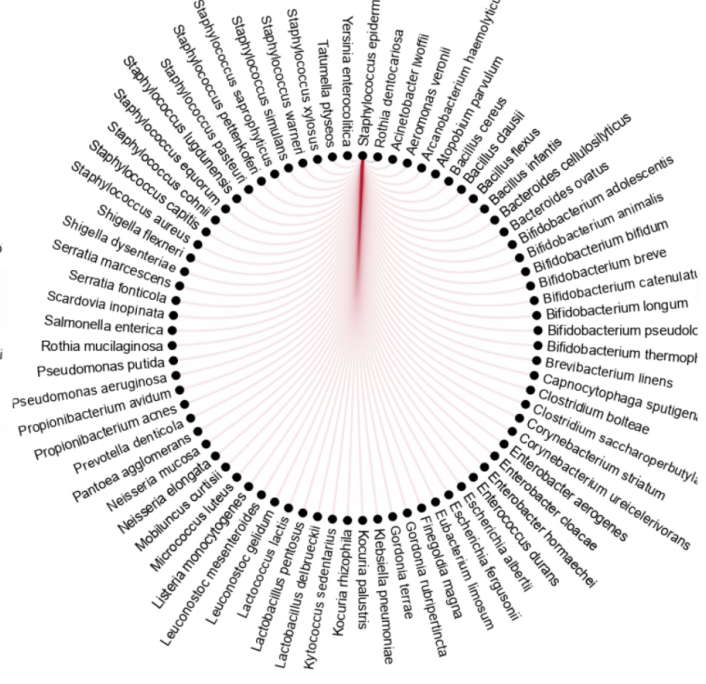 Staphylococcus epiderm
Rothia dentocariosa
Acinetobacter lwoffii
Aeromonas veronii
Arcanobacterium haemolyticu
Atopobium parvulum
Bacillus cereus
Bacillus clausii
Bacillus flexus
Bacillus infantis
Bacteroides cellulosilyticus
Bacteroides ovatus
Bifidobacterium adolescentis
Bifidobacterium animalis
Bifidobacterium bifidum
Bifidobacterium breve
Bifidobacterium catenulatu
Bifidobacterium longum
Bifidobacterium pseudolo
Bifidobacterium thermoph
Brevibacterium linens
Capnocytophaga sputigen
Clostridium bolteae
Clostridium saccharoperbutyla
Corynebacterium striatum
Corynebacterium ureicelerivorans
Enterobacter aerogenes
Enterobacter cloacae
Enterobacter hormaechei
Enterococcus durans
Escherichia albertii
Escherichia fergusonii
Eubacterium limosum
Finegoldia magna
Gordonia rubripertincta
Gordonia terrae
Klebsiella pneumoniae
Kocuria palustris
Kocuria rhizophila
Kytococcus sedentarius
Lactobacillus delbrueckii
Lactobacillus pentosus
Lactococcus lactis
Leuconostoc gelidum
Leuconostoc mesenteroides
Listeria monocytogenes
Micrococcus luteus
Mobiluncus curtisii
Neisseria elongata
Neisseria mucosa
Pantoea agglomerans
Prevotella denticola
Propionibacterium acnes
Propionibacterium avidum
Pseudomonas aeruginosa
Pseudomonas putida
Rothia mucilaginosa
Salmonella enterica
Scardovia inopinata
Serratia fonticola
Serratia marcescens
Shigella dysenteriae
Shigella flexneri
Staphylococcus aureus
Staphylococcus capitis
Staphylococcus cohnii
Staphylococcus equorum
Staphylococcus lugdunensis
Staphylococcus pasteuri
Staphylococcus pettenkoferi
Staphylococcus saprophyticus
Staphylococcus simulans
Staphylococcus warneri
Staphylococcus xylosus
Tatumella ptyseos
Yersinia enterocolitica